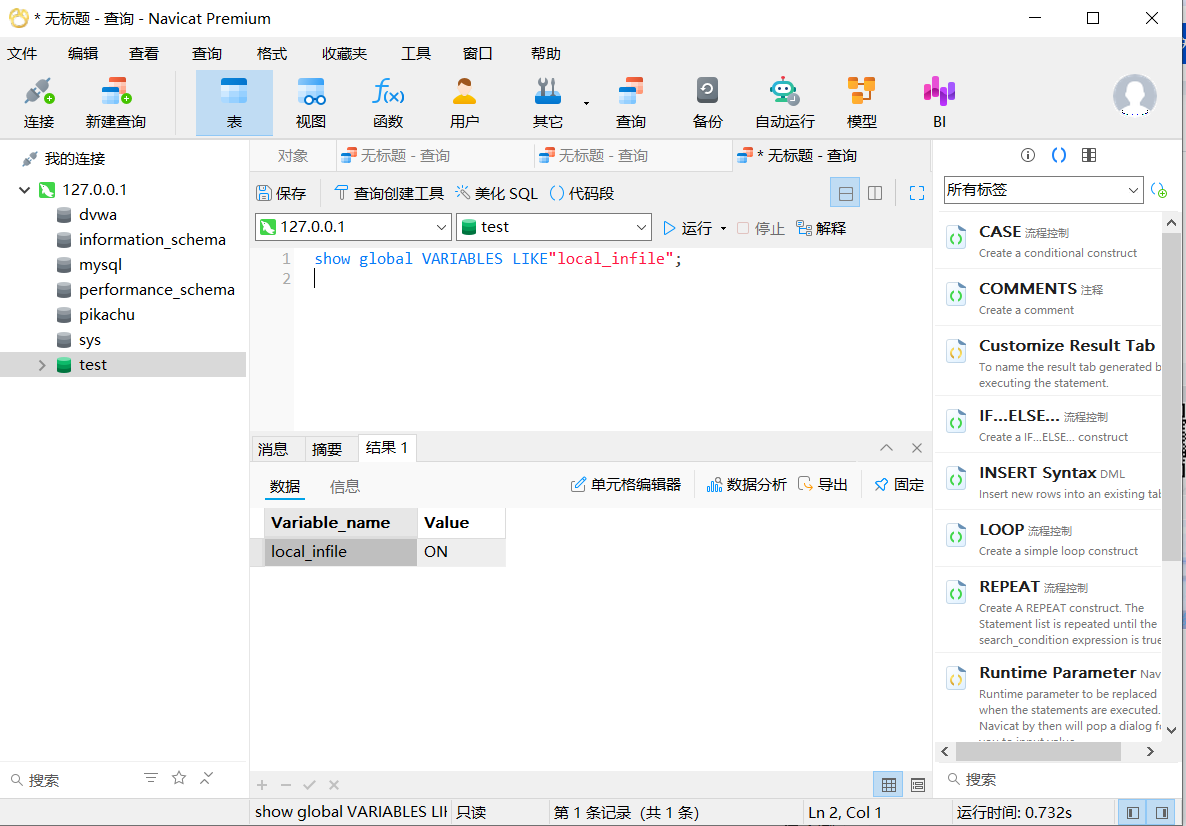 * 无标题 - 查询 - Navicat Premium
文件 编辑 查看 查询 格式 收藏夹 工具 窗口 帮助
连接 新建查询 表 视图 函数 用户 其它 查询 备份 自动运行 模型 BI
我的连接
127.0.0.1
dvwa
information_schema
mysql
performance_schema
pikachu
sys
test
搜索
对象 无标题 - 查询 无标题 - 查询 * 无标题 - 查询
保存 查询创建工具 美化 SQL () 代码段
127.0.0.1 test 运行 停止 解释
1 show global VARIABLES LIKE"local_infile";
2
消息 摘要 结果 1
数据 信息 单元格编辑器 数据分析 导出 固定
Variable_name Value
local_infile ON
所有标签
CASE 流程控制
Create a conditional construct
COMMENTS 注释
Create a comment
Customize Result Tab
To name the result tab generated b
executing the statement.
IF...ELSE... 流程控制
Create a IF...ELSE... construct
INSERT Syntax DML
Insert new rows into an existing tab
LOOP 流程控制
Create a simple loop construct
REPEAT 流程控制
Create A REPEAT construct. The
Statement list is repeated until the
search_condition expression is true
Runtime Parameter Nav
Runtime parameter to be replaced
when the statements are executed.
Navicat by then will pop a dialog f
搜索
show global VARIABLES LI 只读 第 1 条记录 (共 1 条) Ln 2, Col 1 运行时间: 0.732s